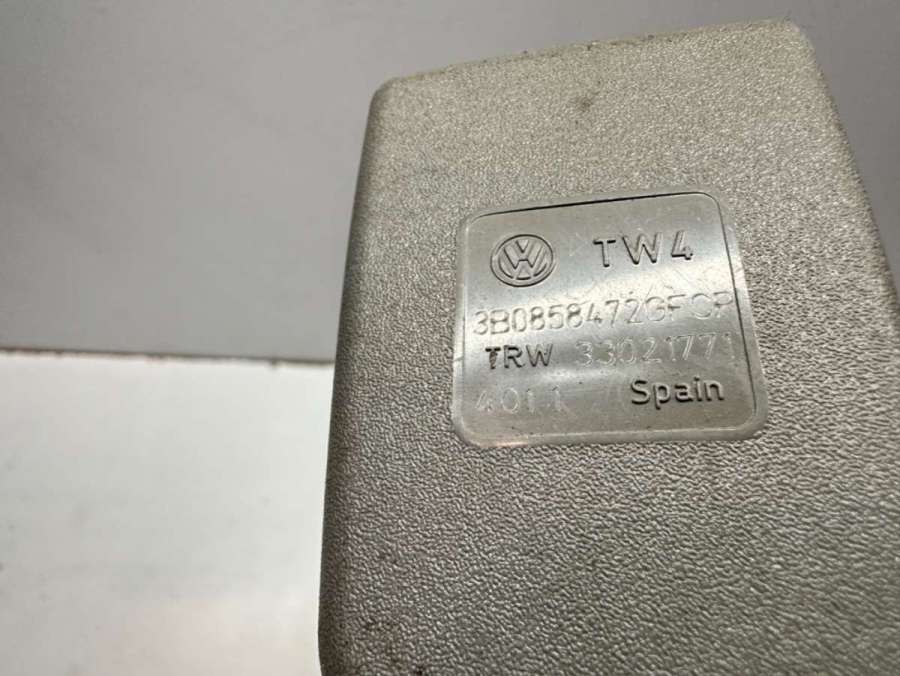 TW4
3B0858472GFCP
TRW 33021771
4011 Spain